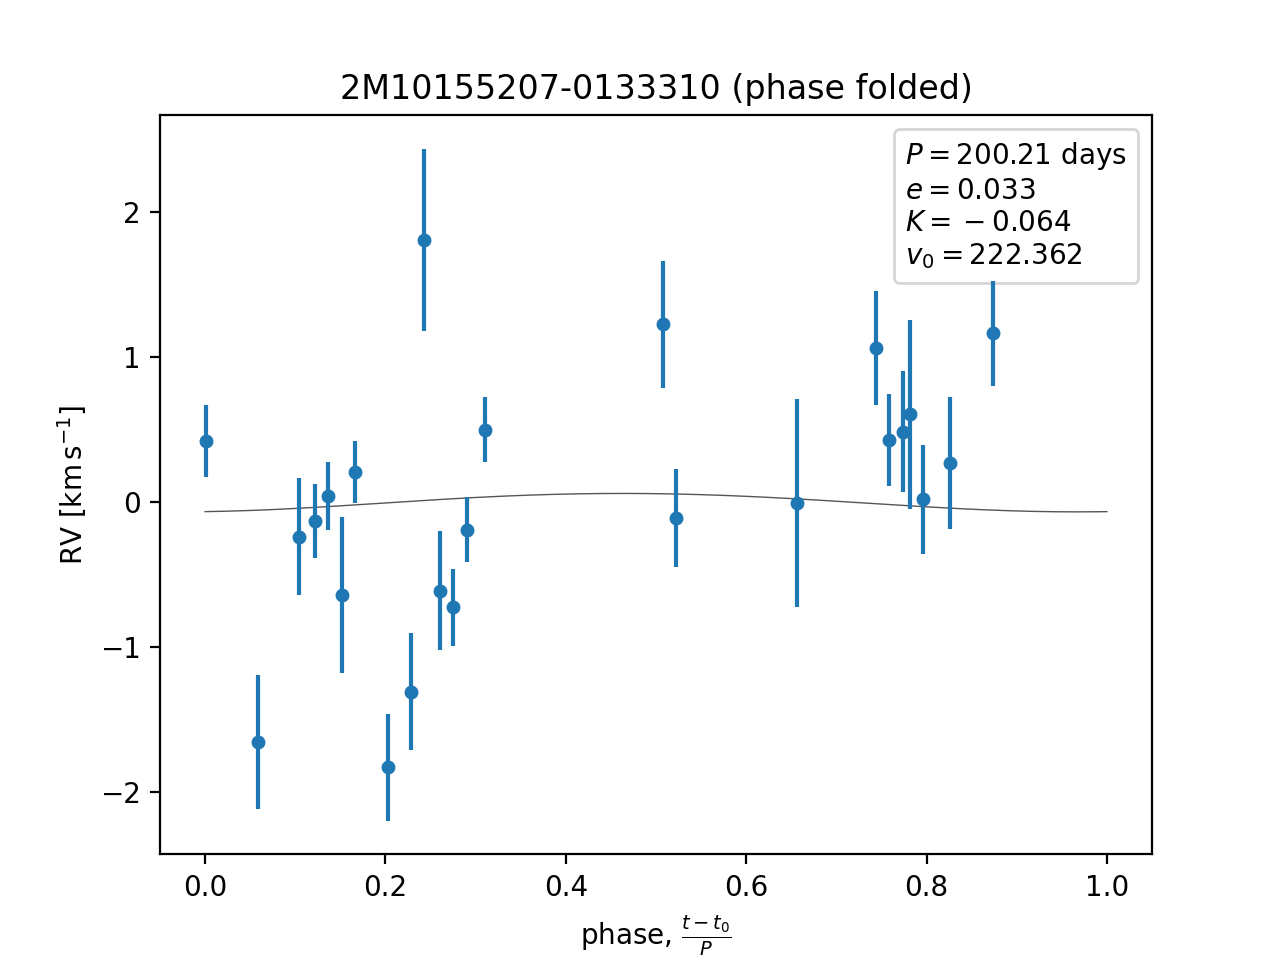 2M10155207-0133310 (phase folded)
P = 200.21 days
e = 0.033
K = −0.064
v₀ = 222.362
RV [km s⁻¹]
2
1
0
−1
−2
0.0 0.2 0.4 0.6 0.8 1.0
phase, (t − t₀)/P